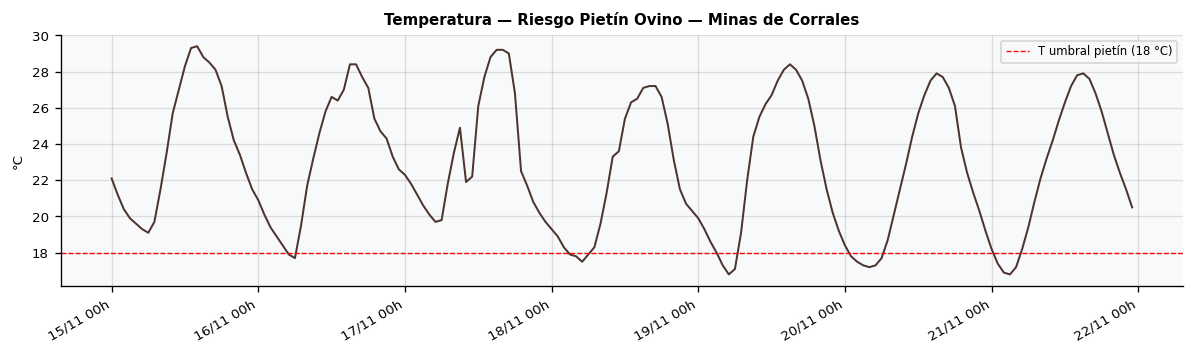 Temperatura — Riesgo Pietín Ovino — Minas de Corrales
T umbral pietín (18 °C)
°C
30
28
26
24
22
20
18
15/11 00h
16/11 00h
17/11 00h
18/11 00h
19/11 00h
20/11 00h
21/11 00h
22/11 00h